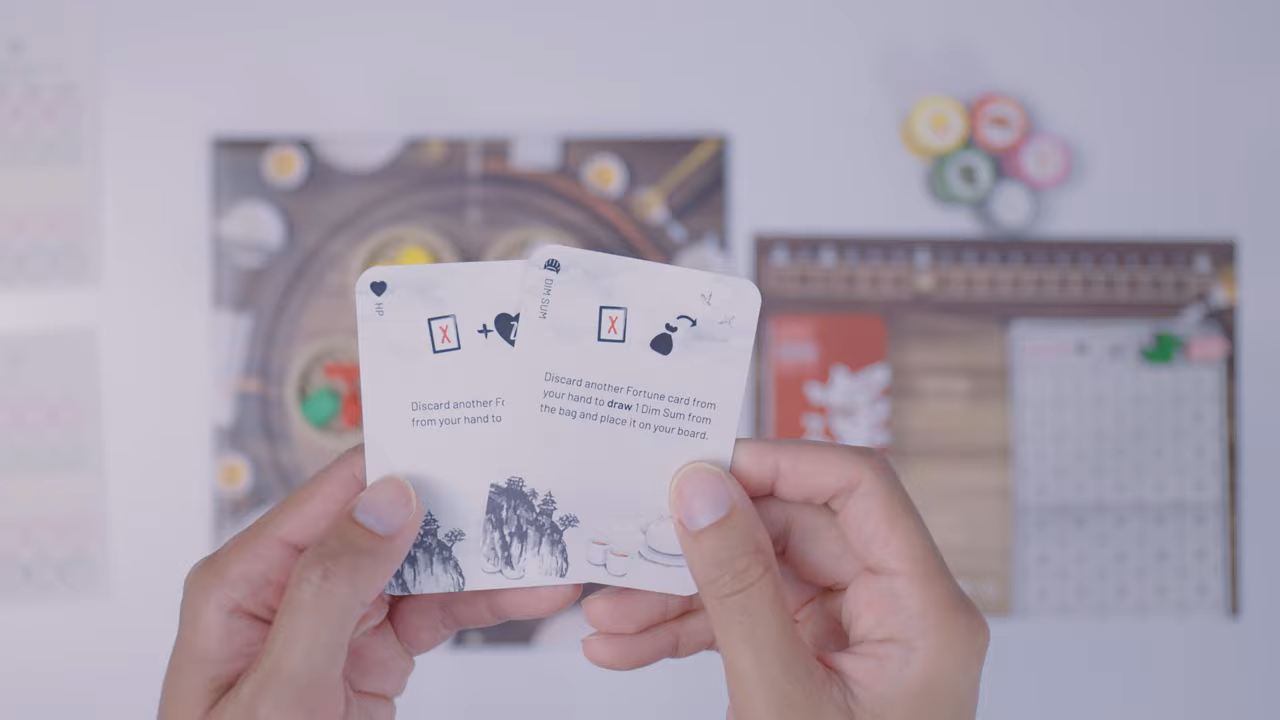 HP
X
+
Discard another
from your hand to
DIM SUM
X
Discard another Fortune card from
your hand to draw 1 Dim Sum from
the bag and place it on your board.